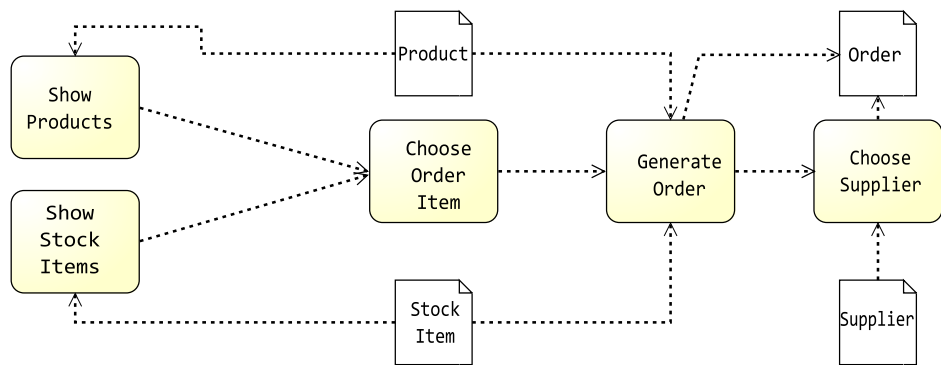 Product
Order
Show
Products
Choose
Order
Item
Generate
Order
Choose
Supplier
Show
Stock
Items
Stock
Item
Supplier